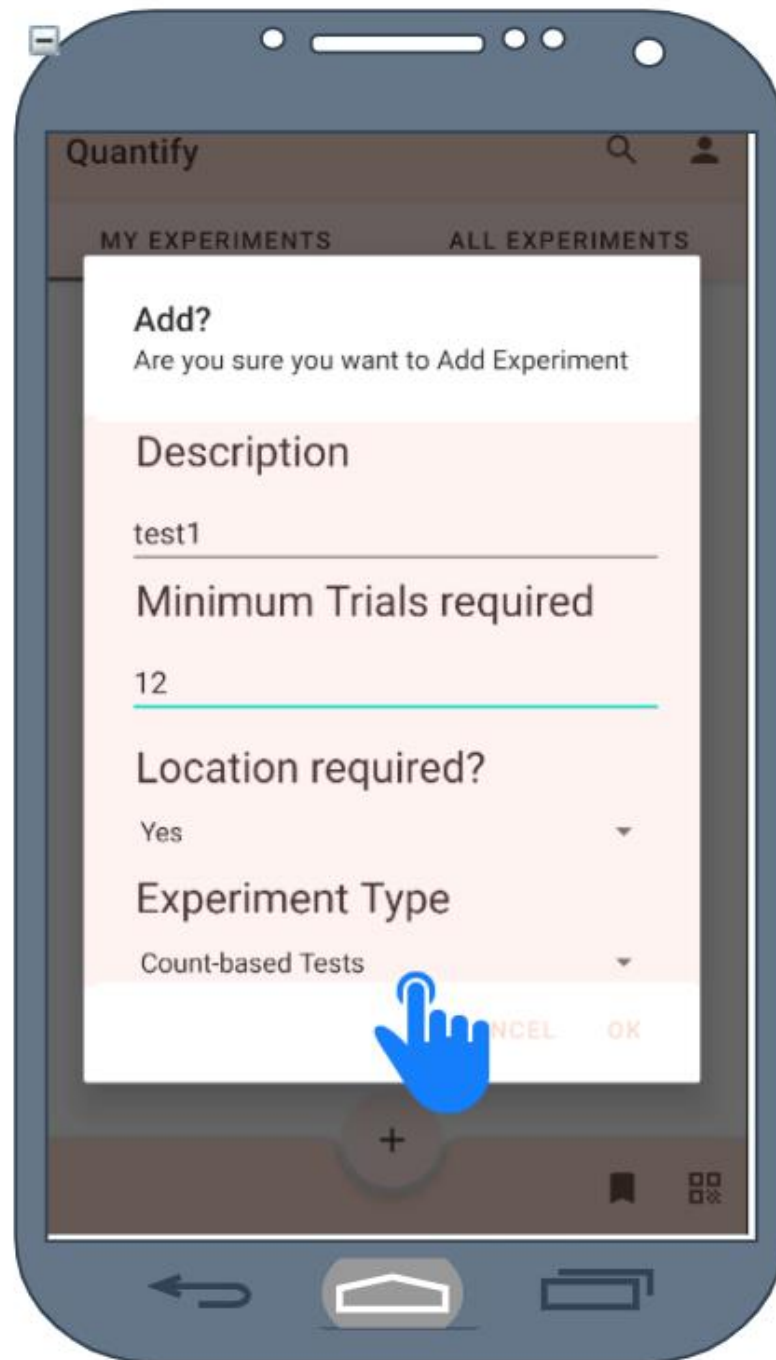 Quantify
MY EXPERIMENTS ALL EXPERIMENTS
Add?
Are you sure you want to Add Experiment
Description
test1
Minimum Trials required
12
Location required?
Yes
Experiment Type
Count-based Tests
NCEL OK
+